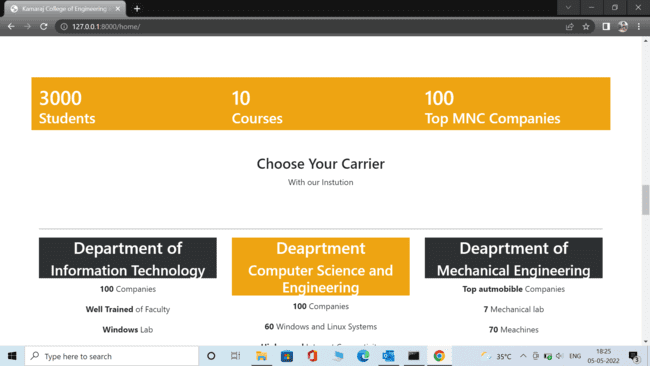 Kamaraj College of Engineering
127.0.0.1:8000/home/
3000
Students
10
Courses
100
Top MNC Companies
Choose Your Carrier
With our Instution
Department of
Information Technology
100 Companies
Well Trained of Faculty
Windows Lab
Deaprtment
Computer Science and
Engineering
100 Companies
60 Windows and Linux Systems
Deaprtment of
Mechanical Engineering
Top autmobible Companies
7 Mechanical lab
70 Meachines
Type here to search
35°C
ENG
18:25
05-05-2022
3